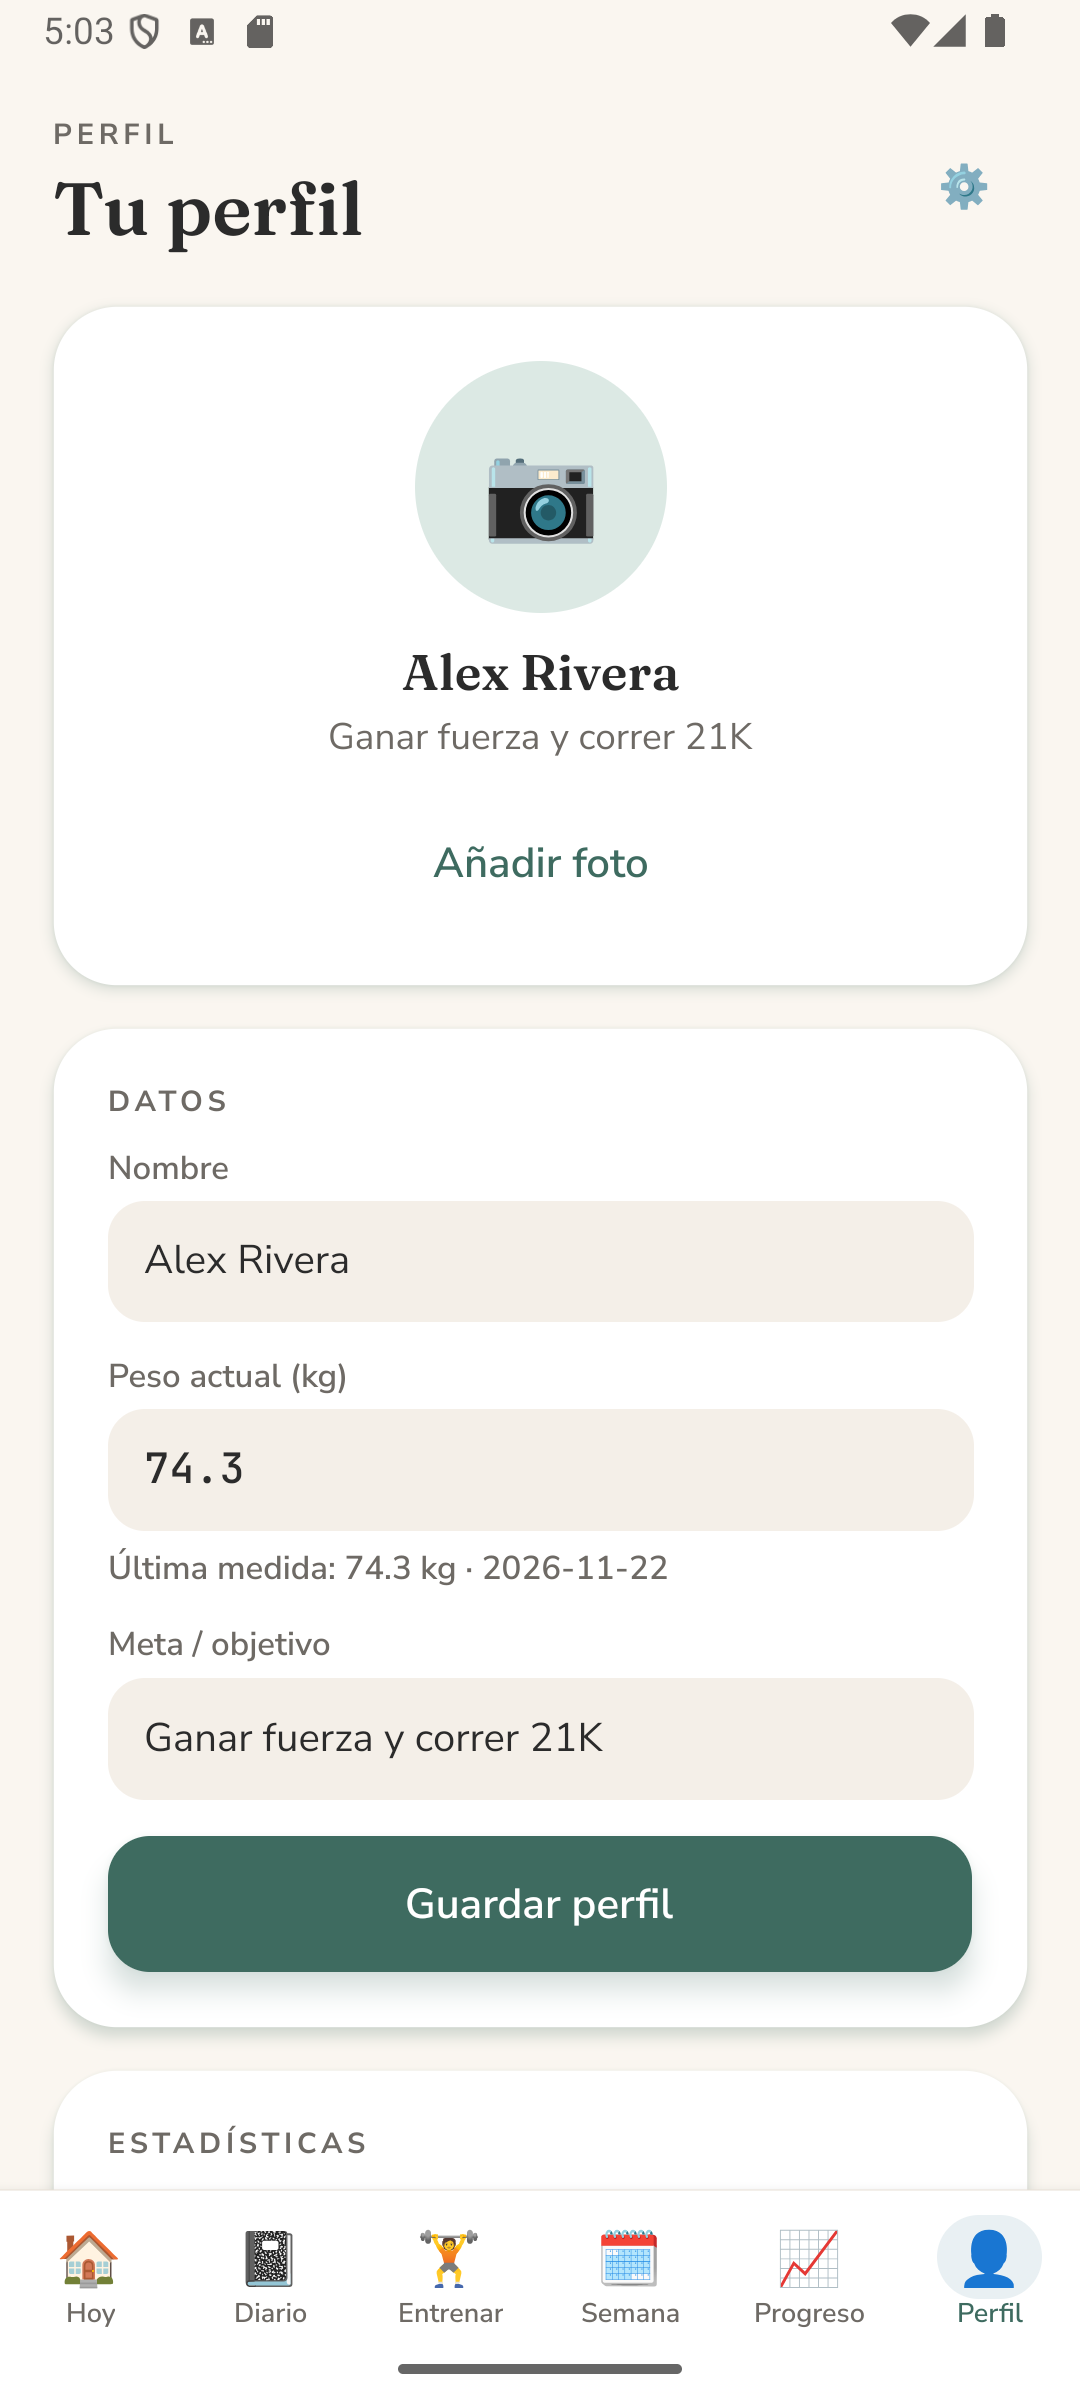 5:03
PERFIL
Tu perfil
Alex Rivera
Ganar fuerza y correr 21K
Añadir foto
DATOS
Nombre
Alex Rivera
Peso actual (kg)
74.3
Última medida: 74.3 kg · 2026-11-22
Meta / objetivo
Ganar fuerza y correr 21K
Guardar perfil
ESTADÍSTICAS
Hoy
Diario
Entrenar
Semana
Progreso
Perfil